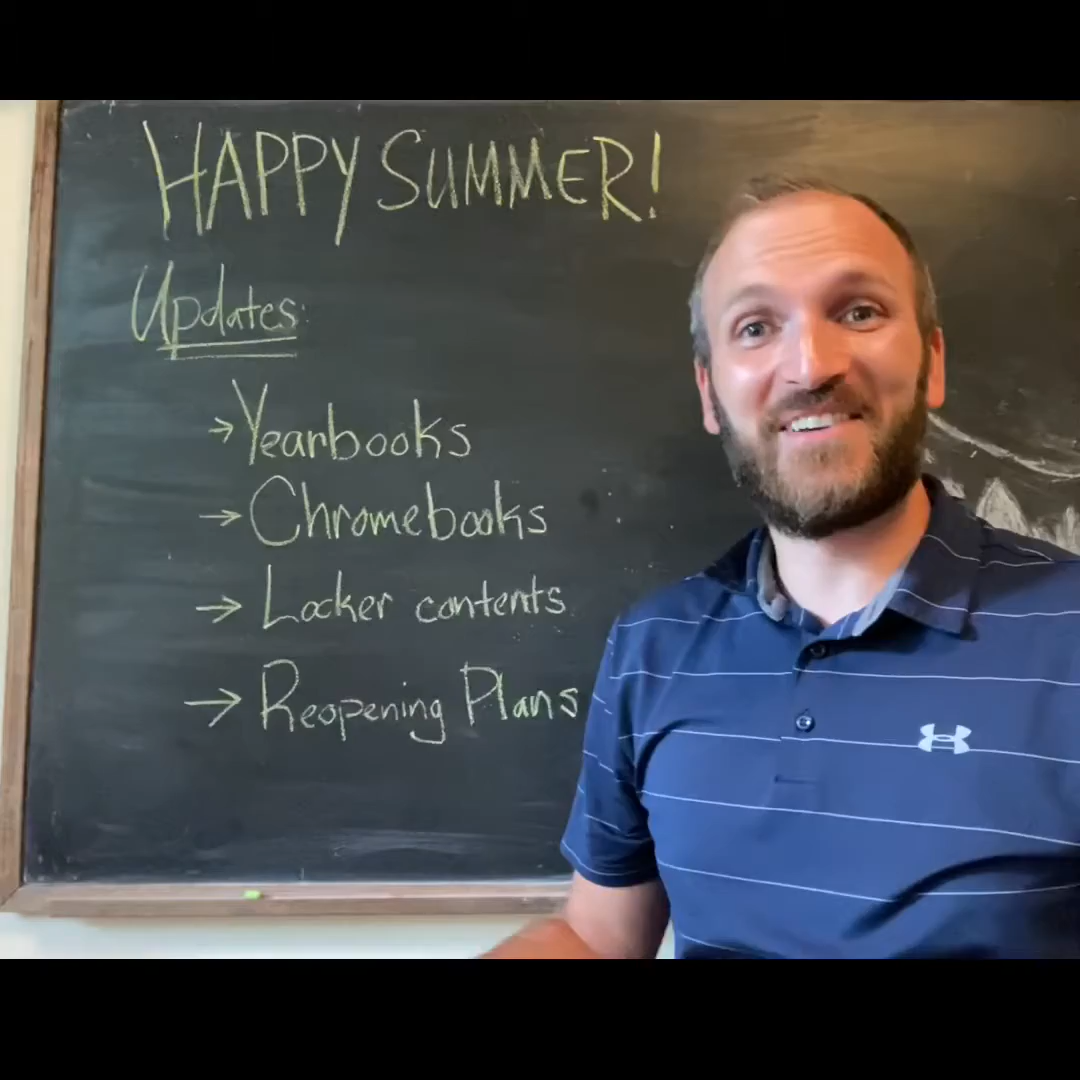 HAPPY SUMMER!
Updates:
→ Yearbooks
→ Chromebooks
→ Locker contents
→ Reopening Plans